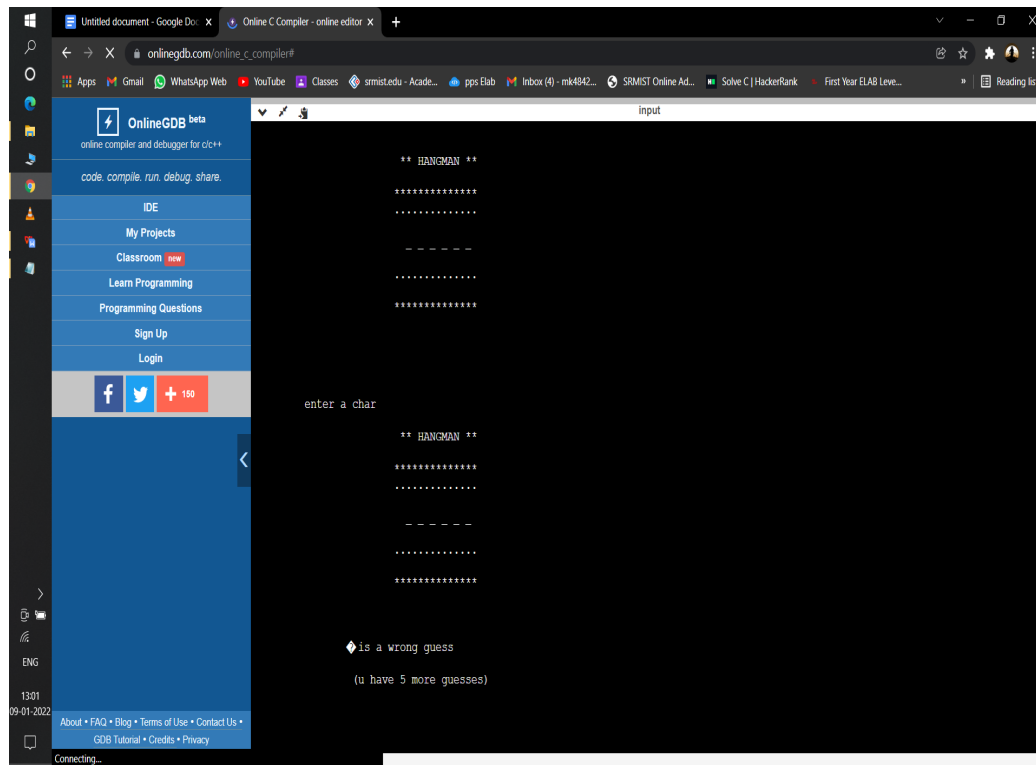 Untitled document - Google Doc X
Online C Compiler - online editor X +
onlinegdb.com/online_c_compiler#
Apps Gmail WhatsApp Web YouTube Classes srmist.edu - Acade... pps Elab Inbox (4) - mk4842... SRMIST Online Ad... Solve C | HackerRank First Year ELAB Leve... » Reading lis
OnlineGDB beta
online compiler and debugger for c/c++
code. compile. run. debug. share.
IDE
My Projects
Classroom new
Learn Programming
Programming Questions
Sign Up
Login
f + 150
input
** HANGMAN **
**************
..............
_ _ _ _ _ _
..............
**************
enter a char
** HANGMAN **
**************
..............
_ _ _ _ _ _
..............
**************
� is a wrong guess
(u have 5 more guesses)
ENG
13:01
09-01-2022
About • FAQ • Blog • Terms of Use • Contact Us •
GDB Tutorial • Credits • Privacy
Connecting...